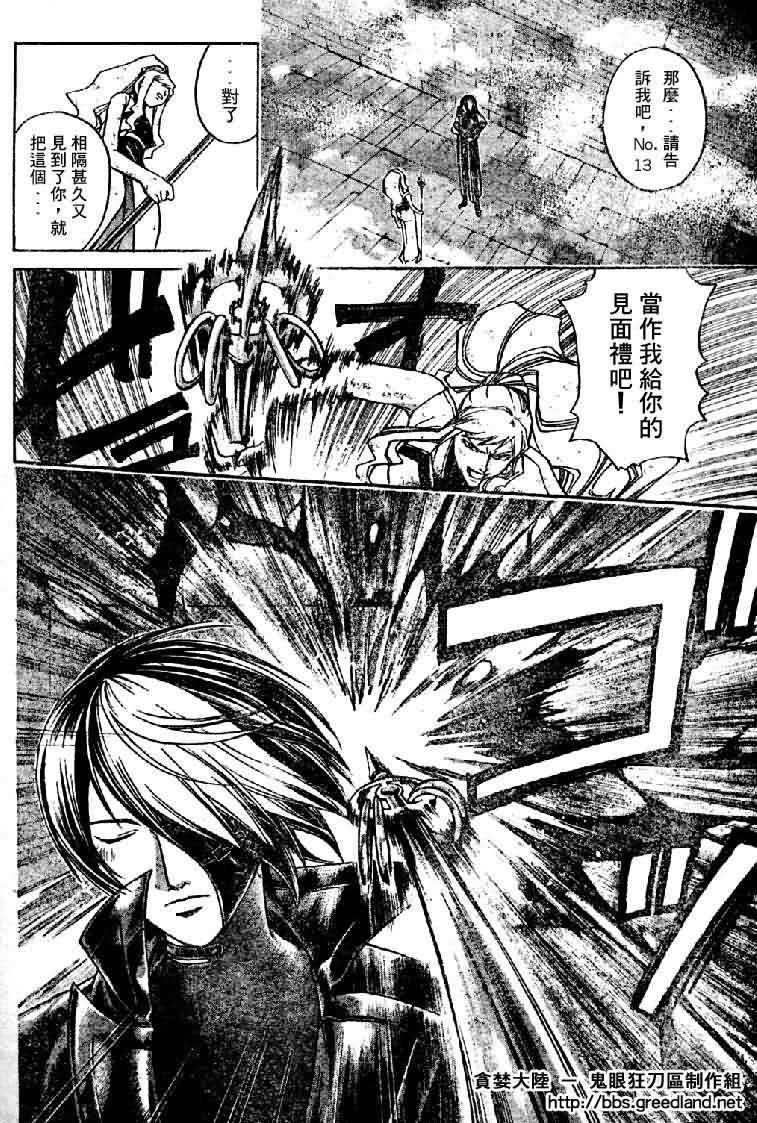 那麼...請告
訴我吧，No.
13
...對了
相隔甚久又
見到了你，就
把這個...
當作我給你的
見面禮吧！
貪婪大陸 — 鬼眼狂刀區制作組
http://bbs.greedland.net